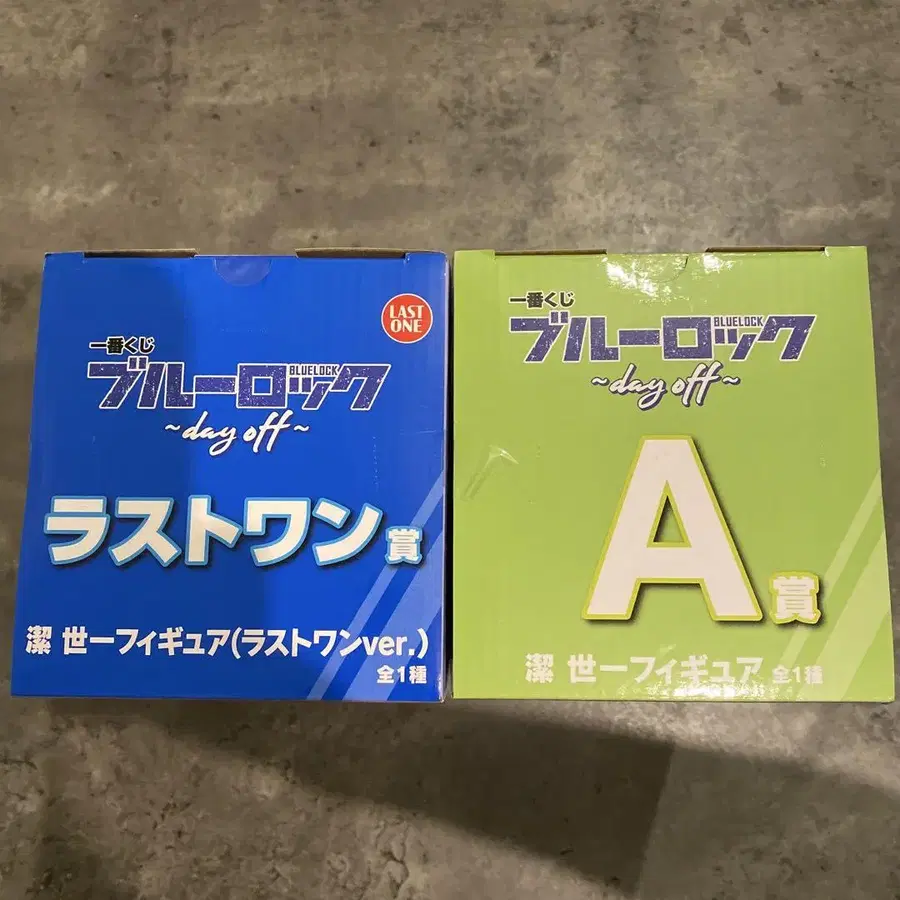 LAST
ONE
一番くじ
ブルーロック
BLUELOCK
~day off~
ラストワン賞
潔 世一フィギュア(ラストワンver.)
全1種
一番くじ
ブルーロック
BLUELOCK
~day off~
A賞
潔 世一フィギュア 全1種